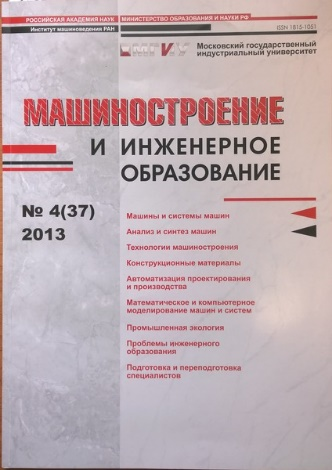 РОССИЙСКАЯ АКАДЕМИЯ НАУК
МИНИСТЕРСТВО ОБРАЗОВАНИЯ И НАУКИ РФ
Институт машиноведения РАН
ISSN 1815-1051
МГИУ
Московский государственный
индустриальный университет
МАШИНОСТРОЕНИЕ
И ИНЖЕНЕРНОЕ
ОБРАЗОВАНИЕ
№ 4(37)
2013
Машины и системы машин
Анализ и синтез машин
Технологии машиностроения
Конструкционные материалы
Автоматизация проектирования
и производства
Математическое и компьютерное
моделирование машин и систем
Промышленная экология
Проблемы инженерного
образования
Подготовка и переподготовка
специалистов